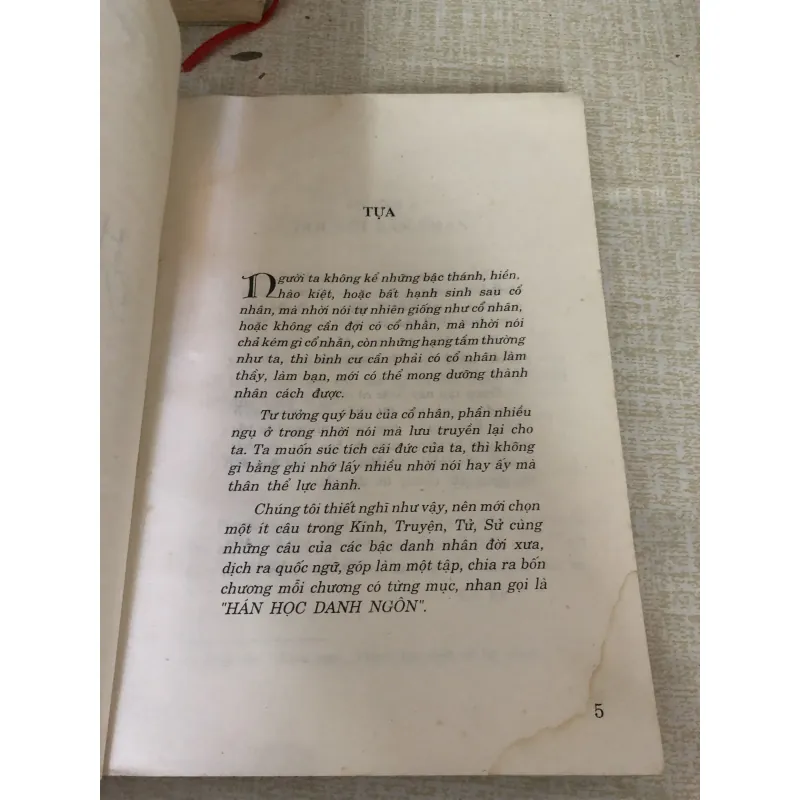 TỰA
Người ta không kể những bậc thánh, hiền,
hào kiệt, hoặc bất hạnh sinh sau cổ
nhân, mà nhời nói tự nhiên giống như cổ nhân,
hoặc không cần đợi có cổ nhân, mà nhời nói
chả kém gì cổ nhân, còn những hạng tầm thường
như ta, thì bình cư cần phải có cổ nhân làm
thầy, làm bạn, mới có thể mong dưỡng thành
nhân cách được.
Tư tưởng quý báu của cổ nhân, phần nhiều
ngụ ở trong nhời nói mà lưu truyền lại cho
ta. Ta muốn súc tích cái đức của ta, thì không
gì bằng ghi nhớ lấy nhiều nhời nói hay ấy mà
thân thể lực hành.
Chúng tôi thiết nghĩ như vậy, nên mới chọn
một ít câu trong Kinh, Truyện, Tử, Sử cùng
những câu của các bậc danh nhân đời xưa,
dịch ra quốc ngữ, góp làm một tập, chia ra bốn
chương mỗi chương có từng mục, nhan gọi là
"HÁN HỌC DANH NGÔN".
5